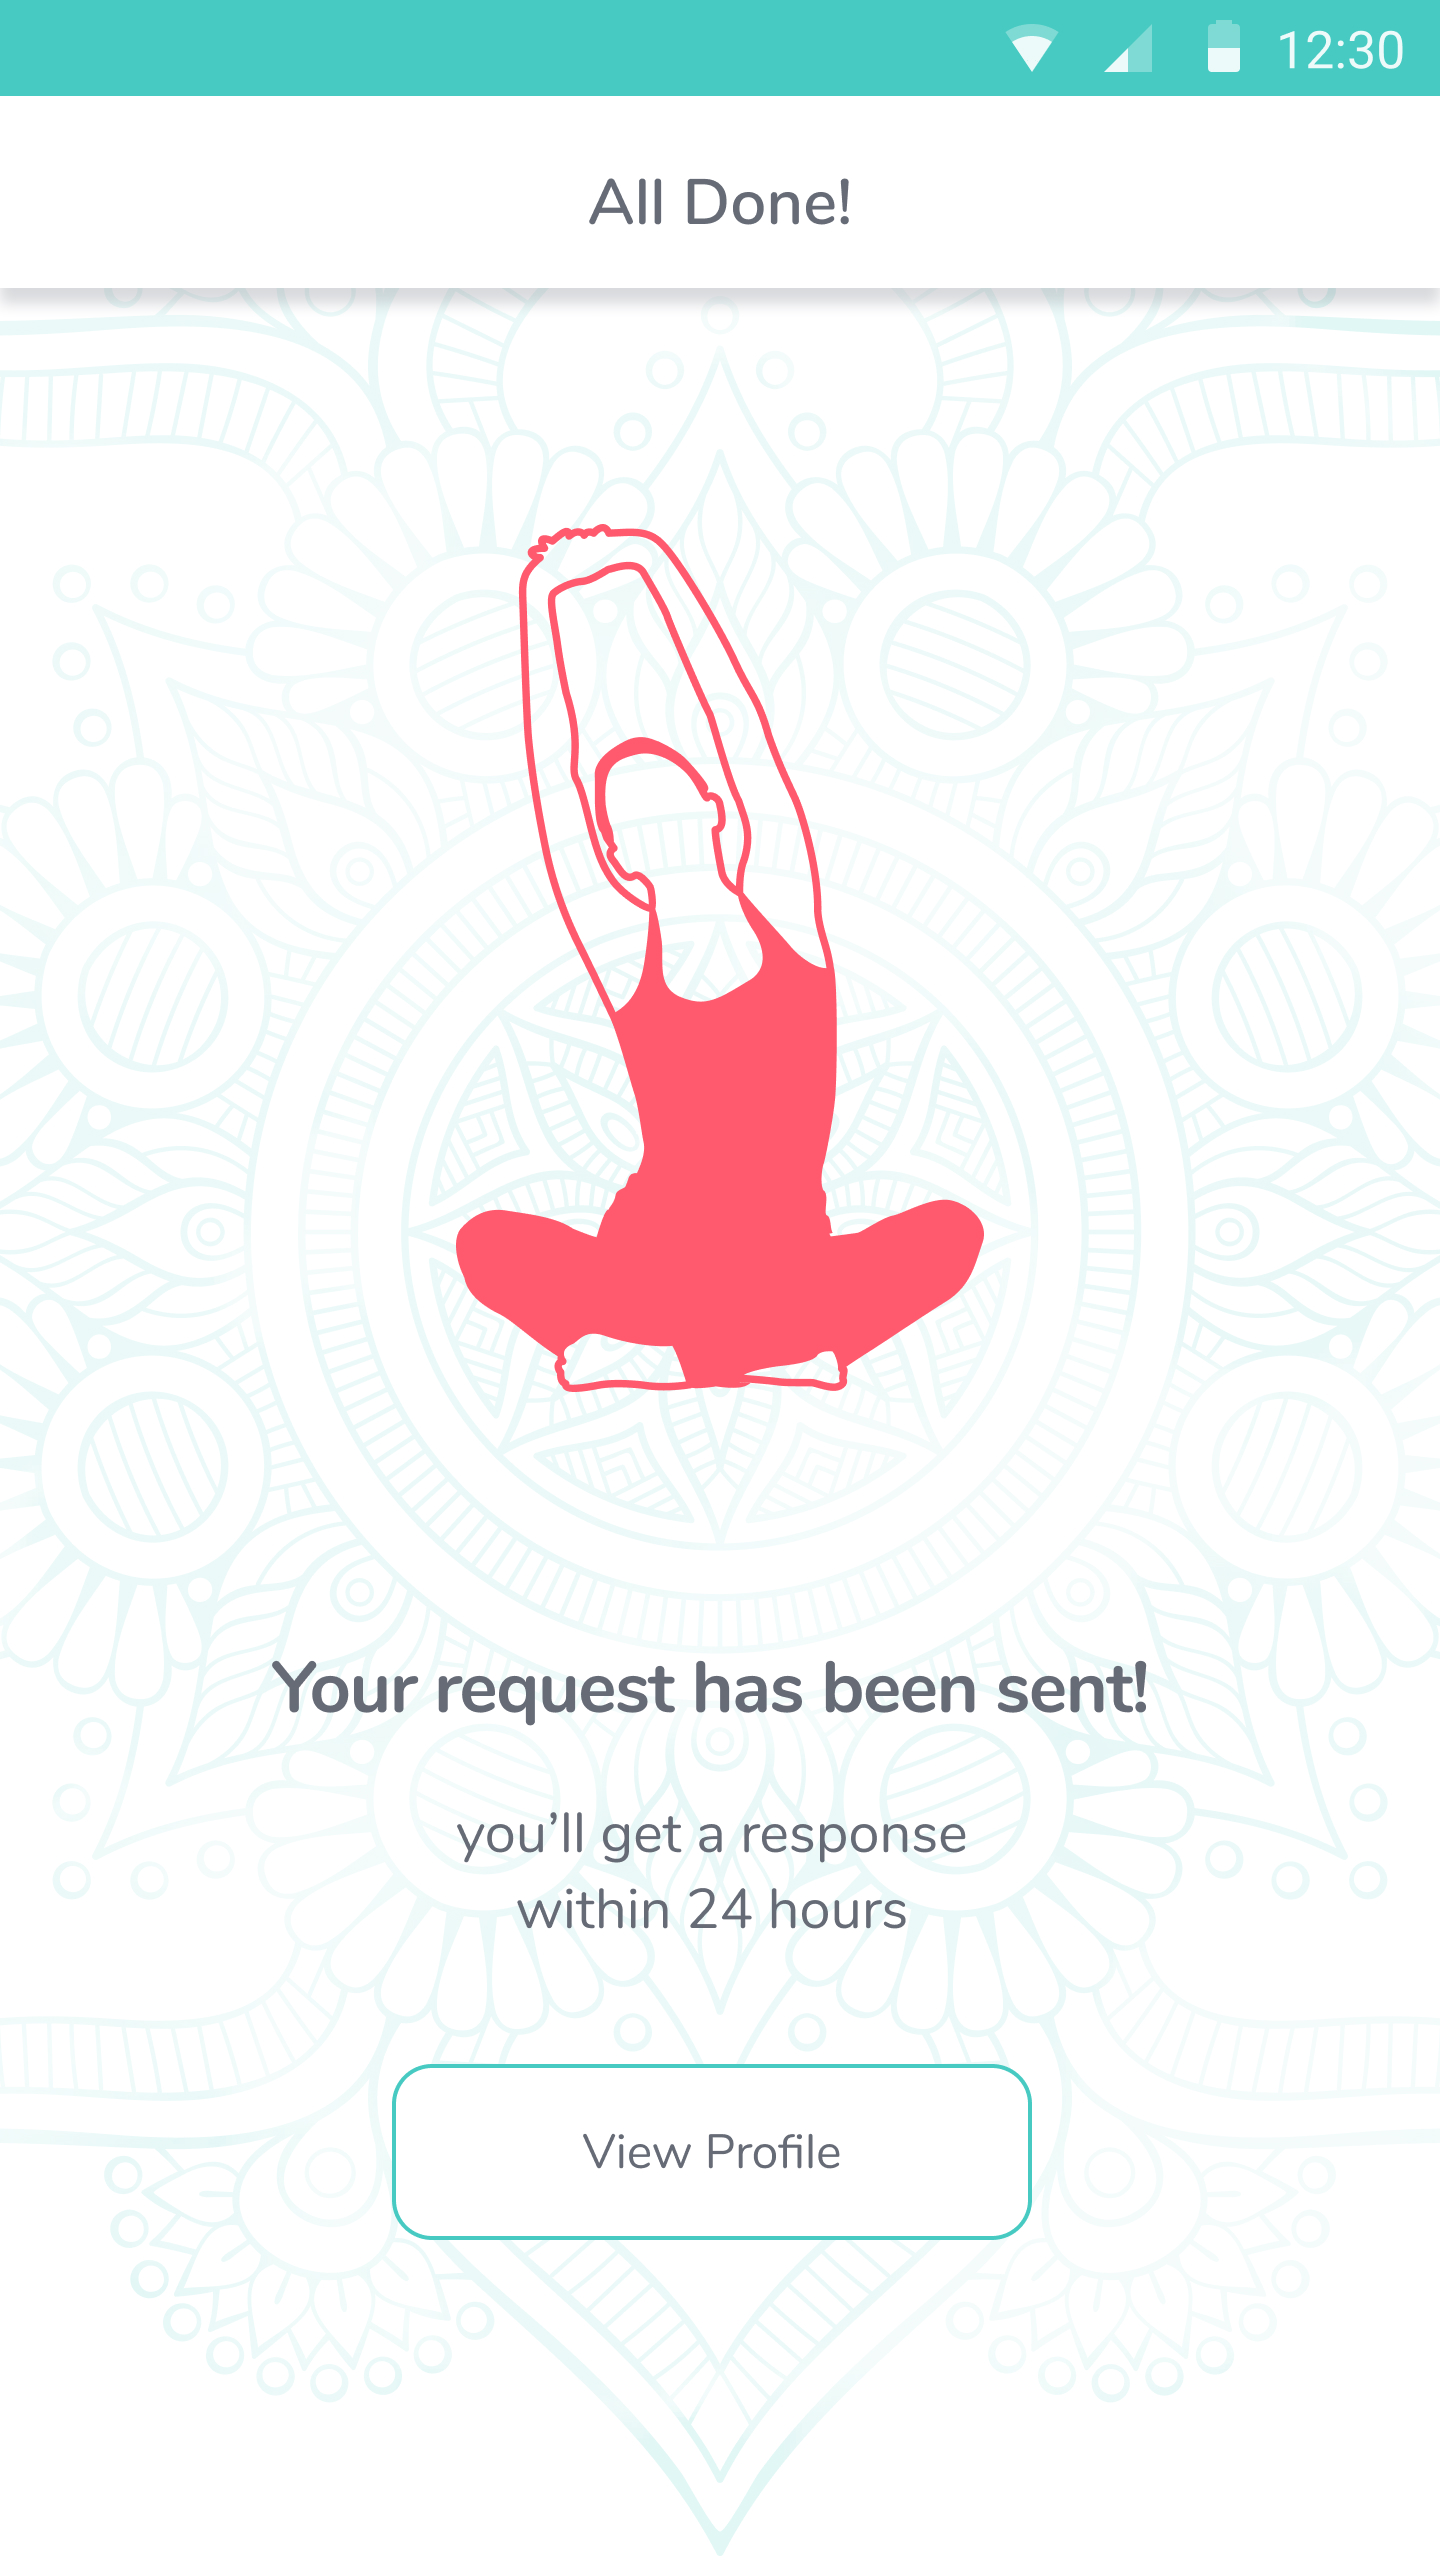 12:30
All Done!
Your request has been sent!
you’ll get a response
within 24 hours
View Profile